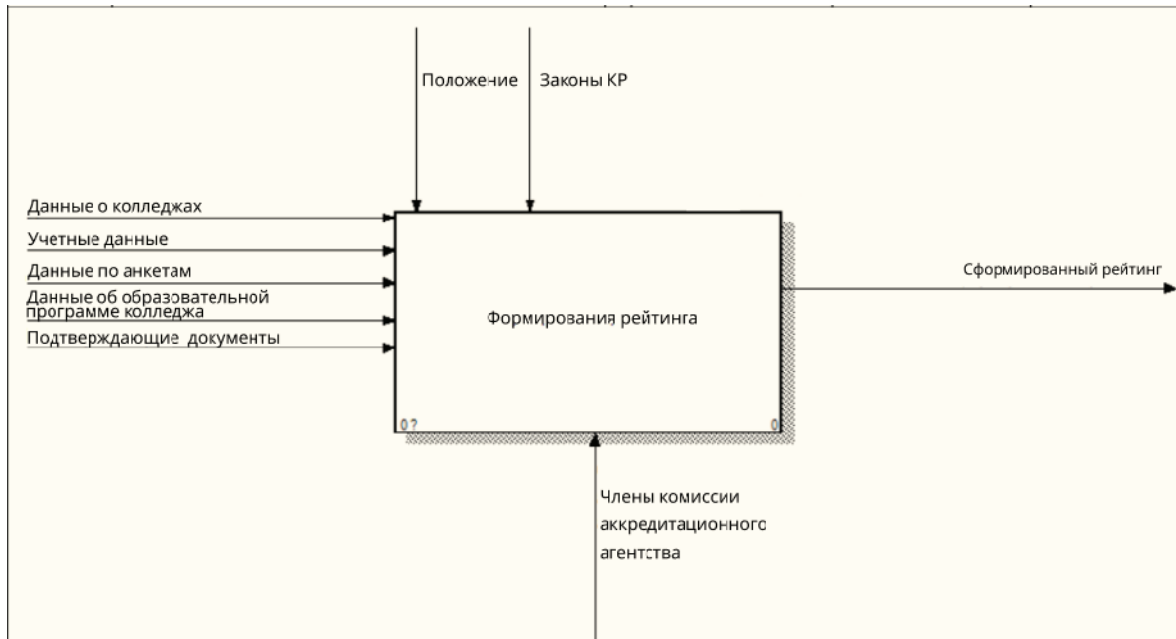 Положение
Законы КР
Данные о колледжах
Учетные данные
Данные по анкетам
Данные об образовательной
программе колледжа
Подтверждающие документы
Формирования рейтинга
Сформированный рейтинг
0 ?
0
Члены комиссии
аккредитационного
агентства